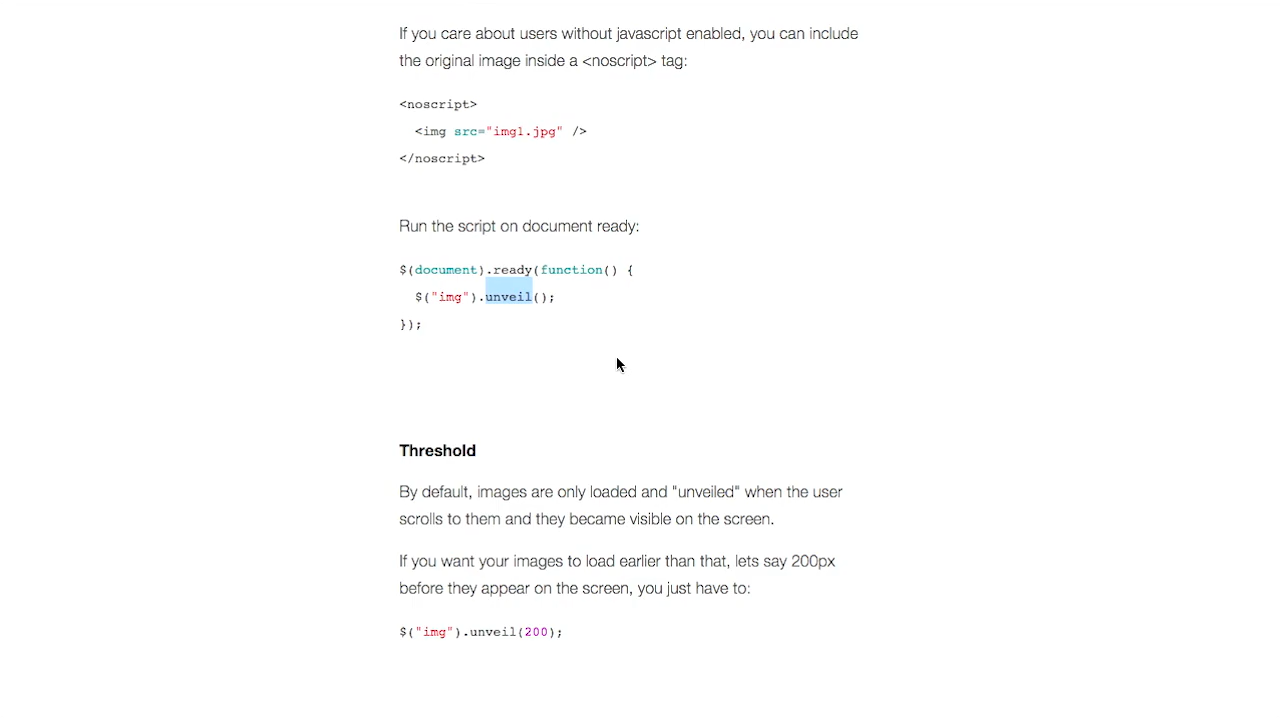 If you care about users without javascript enabled, you can include
the original image inside a <noscript> tag:
<noscript>
<img src="img1.jpg" />
</noscript>
Run the script on document ready:
$(document).ready(function() {
$("img").unveil();
});
Threshold
By default, images are only loaded and "unveiled" when the user
scrolls to them and they became visible on the screen.
If you want your images to load earlier than that, lets say 200px
before they appear on the screen, you just have to:
$("img").unveil(200);